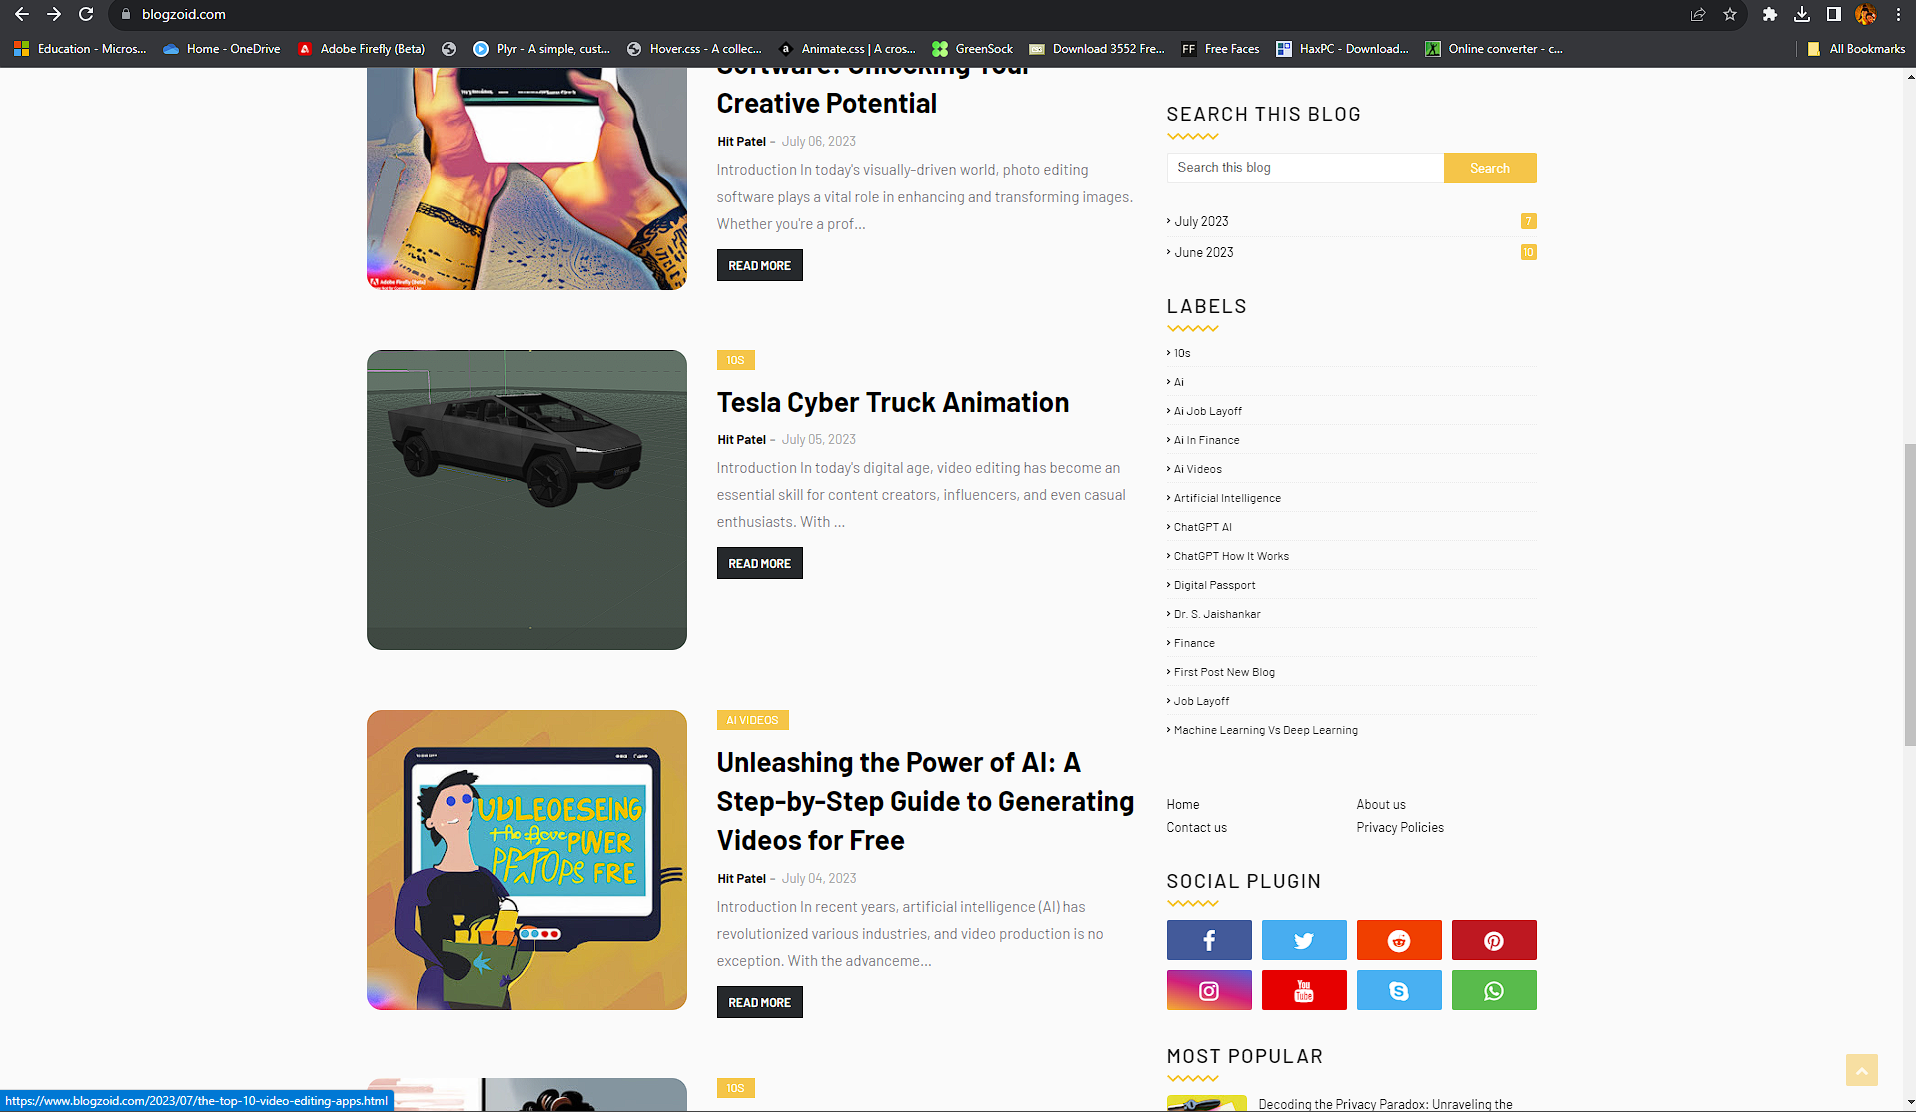 blogzoid.com
Education - Micros...
Home - OneDrive
Adobe Firefly (Beta)
Plyr - A simple, cust...
Hover.css - A collec...
Animate.css | A cros...
GreenSock
Download 3552 Fre...
FF Free Faces
HaxPC - Download...
Online converter - c...
All Bookmarks
Software: Unlocking Your
Creative Potential
Hit Patel - July 06, 2023
Introduction In today's visually-driven world, photo editing
software plays a vital role in enhancing and transforming images.
Whether you're a prof...
READ MORE
Adobe Firefly (Beta)
10S
Tesla Cyber Truck Animation
Hit Patel - July 05, 2023
Introduction In today's digital age, video editing has become an
essential skill for content creators, influencers, and even casual
enthusiasts. With ...
READ MORE
UDLEOESEING
PIWER
FRE
AI VIDEOS
Unleashing the Power of AI: A
Step-by-Step Guide to Generating
Videos for Free
Hit Patel - July 04, 2023
Introduction In recent years, artificial intelligence (AI) has
revolutionized various industries, and video production is no
exception. With the advanceme...
READ MORE
10S
SEARCH THIS BLOG
Search this blog
Search
July 2023 7
June 2023 10
LABELS
10s
Ai
Ai Job Layoff
Ai In Finance
Ai Videos
Artificial Intelligence
ChatGPT AI
ChatGPT How It Works
Digital Passport
Dr. S. Jaishankar
Finance
First Post New Blog
Job Layoff
Machine Learning Vs Deep Learning
Home
About us
Contact us
Privacy Policies
SOCIAL PLUGIN
You
Tube
MOST POPULAR
Decoding the Privacy Paradox: Unraveling the
https://www.blogzoid.com/2023/07/the-top-10-video-editing-apps.html